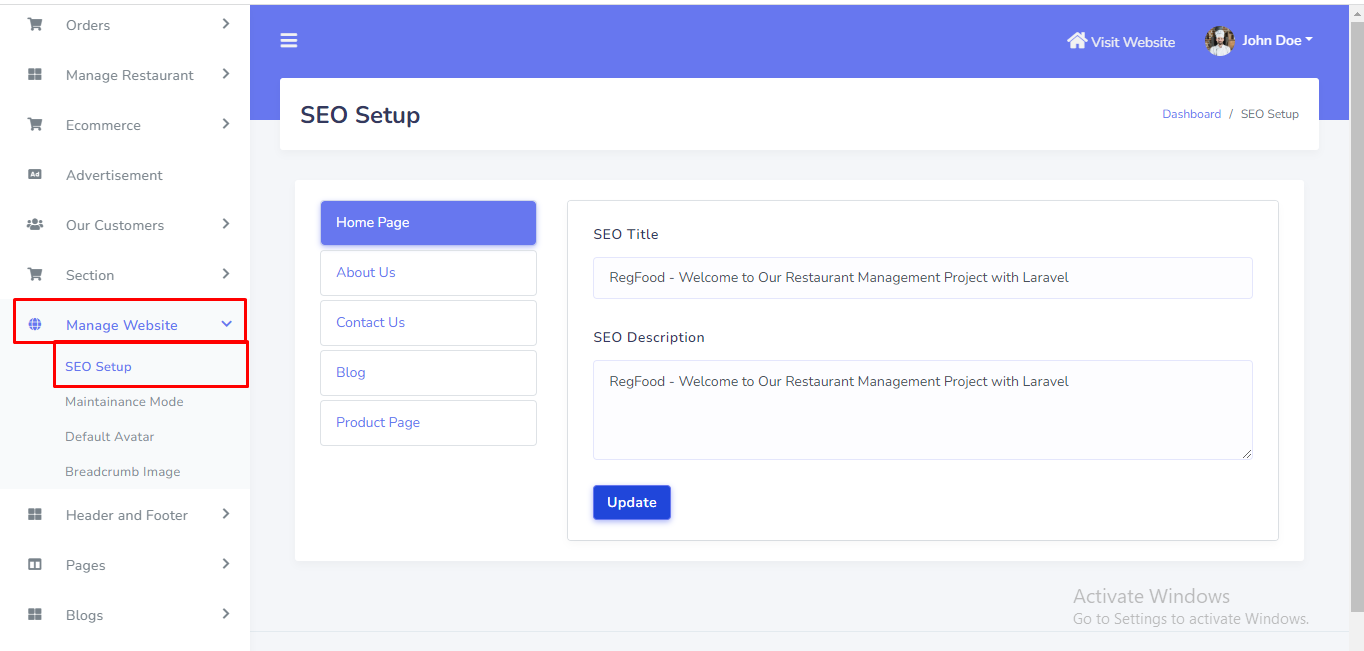 Orders
Manage Restaurant
Ecommerce
Ad
Advertisement
Our Customers
Section
Manage Website
SEO Setup
Maintainance Mode
Default Avatar
Breadcrumb Image
Header and Footer
Pages
Blogs
Visit Website
John Doe
SEO Setup
Dashboard / SEO Setup
Home Page
About Us
Contact Us
Blog
Product Page
SEO Title
RegFood - Welcome to Our Restaurant Management Project with Laravel
SEO Description
RegFood - Welcome to Our Restaurant Management Project with Laravel
Update
Activate Windows
Go to Settings to activate Windows.